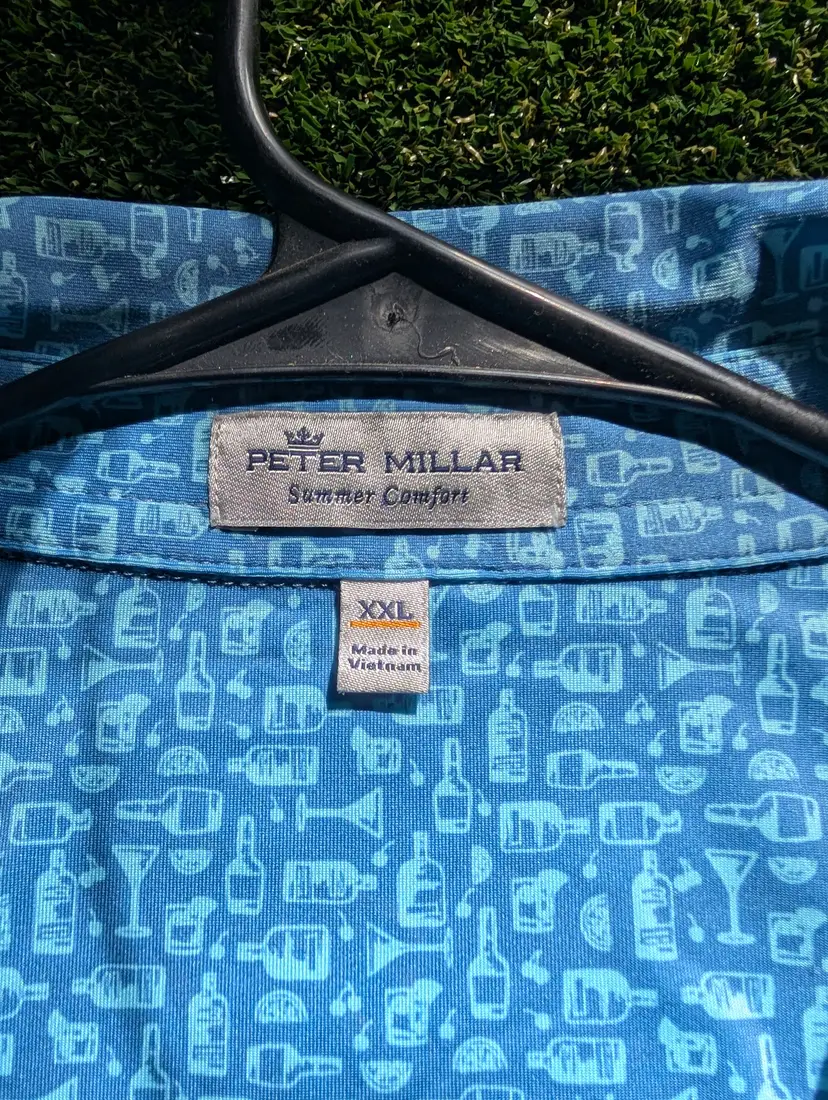 PETER MILLAR
Summer Comfort
XXL
Made in
Vietnam